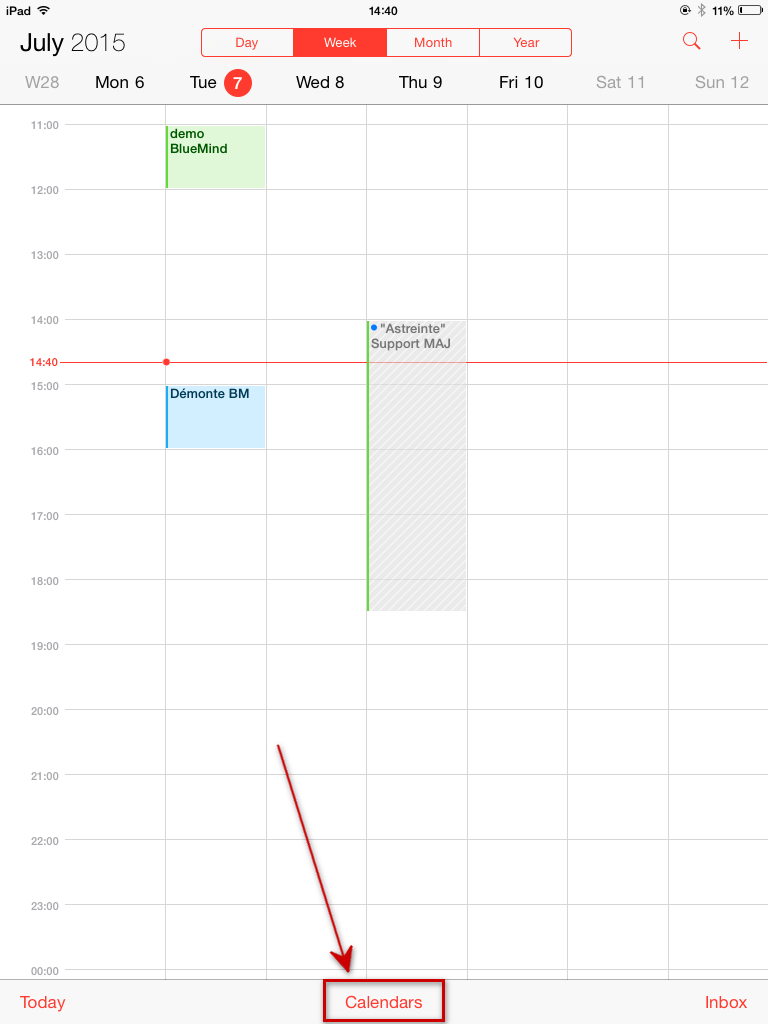 iPad 14:40 11%
July 2015 Day Week Month Year
W28 Mon 6 Tue 7 Wed 8 Thu 9 Fri 10 Sat 11 Sun 12
11:00
demo
BlueMind
12:00
13:00
14:00
"Astreinte"
Support MAJ
14:40
15:00
Démonte BM
16:00
17:00
18:00
19:00
20:00
21:00
22:00
23:00
00:00
Today Calendars Inbox